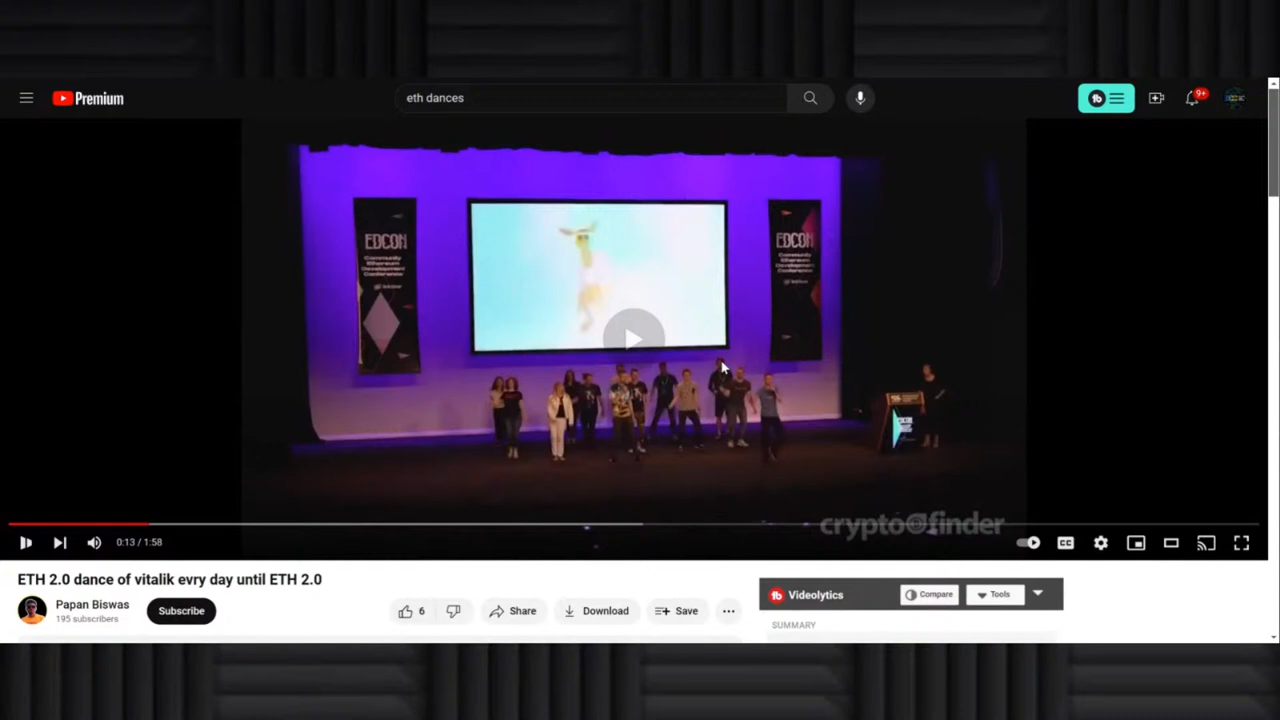 Premium
eth dances
9+
EDCON
Community
Ethereum
Development
Conference
EDCON
Community
Ethereum
Development
Conference
crypto finder
0:13 / 1:58
CC
ETH 2.0 dance of vitalik evry day until ETH 2.0
Papan Biswas
195 subscribers
Subscribe
6
Share
Download
Save
Videolytics
Compare
Tools
SUMMARY